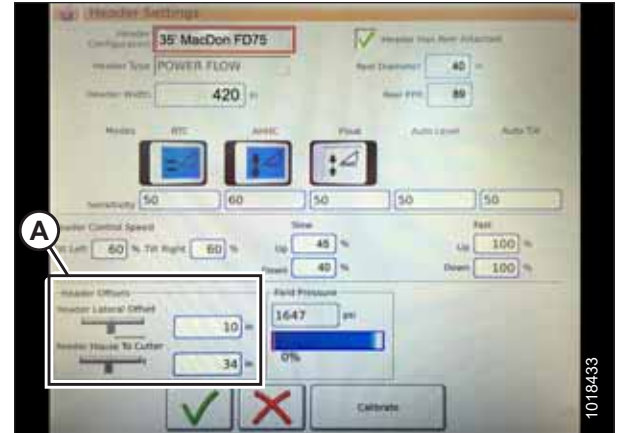 Header Settings
Header Configuration 35' MacDon FD75 Header Has Reel Attached
Header Type POWER FLOW Reel Diameter 40 in
Header Width 420 in Reel PPR 89
Modes RTC AHHC Float Auto Level Auto Tilt
Sensitivity 50 60 50 50 50
Header Control Speed
Slow Fast
Tilt Left 60 % Tilt Right 60 % Up 45 % Up 100 %
Down 40 % Down 100 %
A
Header Offsets Field Pressure
Header Lateral Offset
10 in 1647 psi
Feeder House To Cutter
34 in 0%
Calibrate
1018433